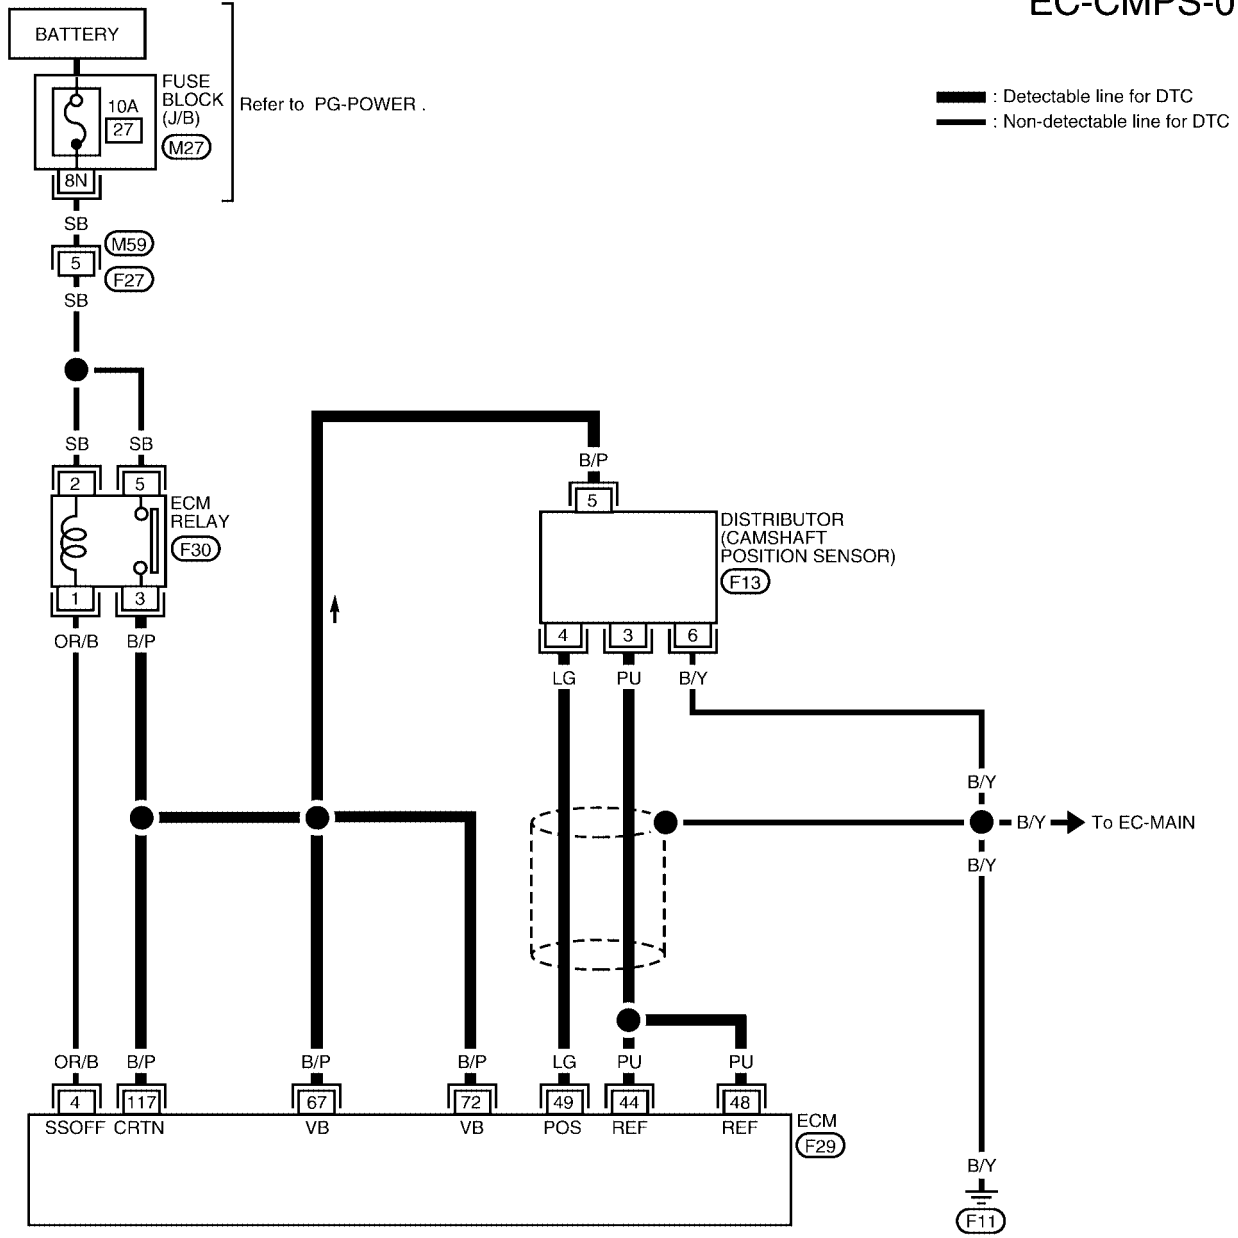 EC-CMPS-0
BATTERY
FUSE
BLOCK
(J/B)
M27
10A
27
8N
Refer to PG-POWER .
: Detectable line for DTC
: Non-detectable line for DTC
SB
M59
5
F27
SB
SB SB
2 5
ECM
RELAY
F30
1 3
OR/B B/P
B/P
5
DISTRIBUTOR
(CAMSHAFT
POSITION SENSOR)
F13
4 3 6
LG PU B/Y
B/Y
B/Y To EC-MAIN
B/Y
OR/B B/P B/P B/P LG PU PU
4 117 67 72 49 44 48
SSOFF CRTN VB VB POS REF REF
ECM
F29
B/Y
F11